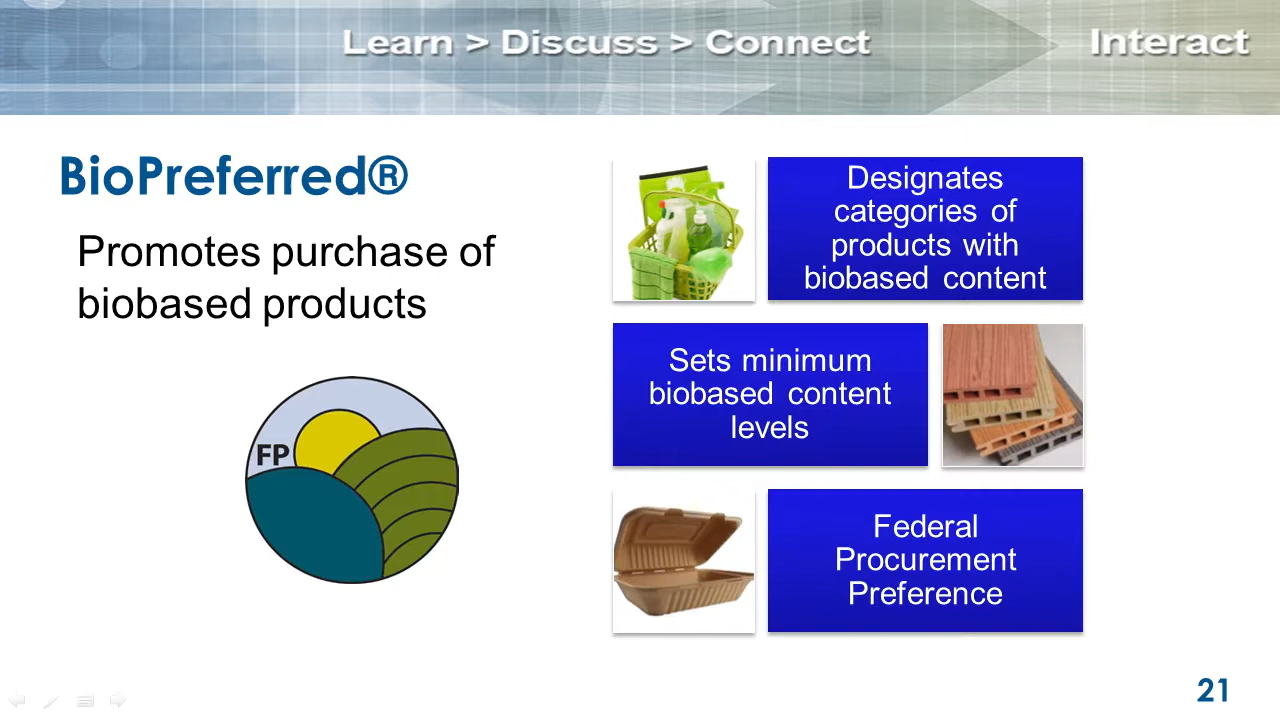 Learn > Discuss > Connect
Interact
BioPreferred®
Promotes purchase of
biobased products
FP
Designates
categories of
products with
biobased content
Sets minimum
biobased content
levels
Federal
Procurement
Preference
21